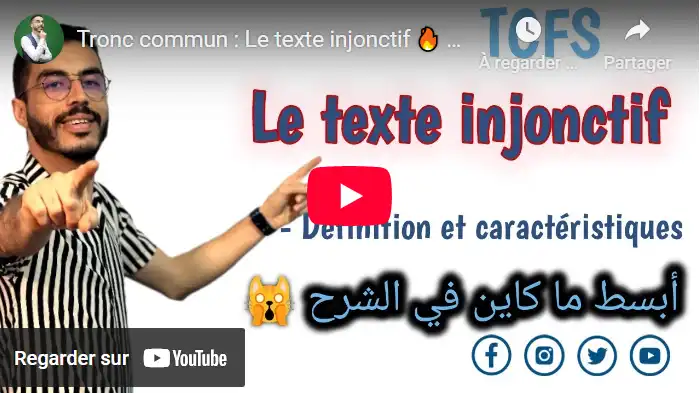 Tronc commun : Le texte injonctif 🔥 ...
TCFS
À regarder ...
Partager
Le texte injonctif
- Définition et caractéristiques
أبسط ما كاين في الشرح 🙀
Regarder sur YouTube